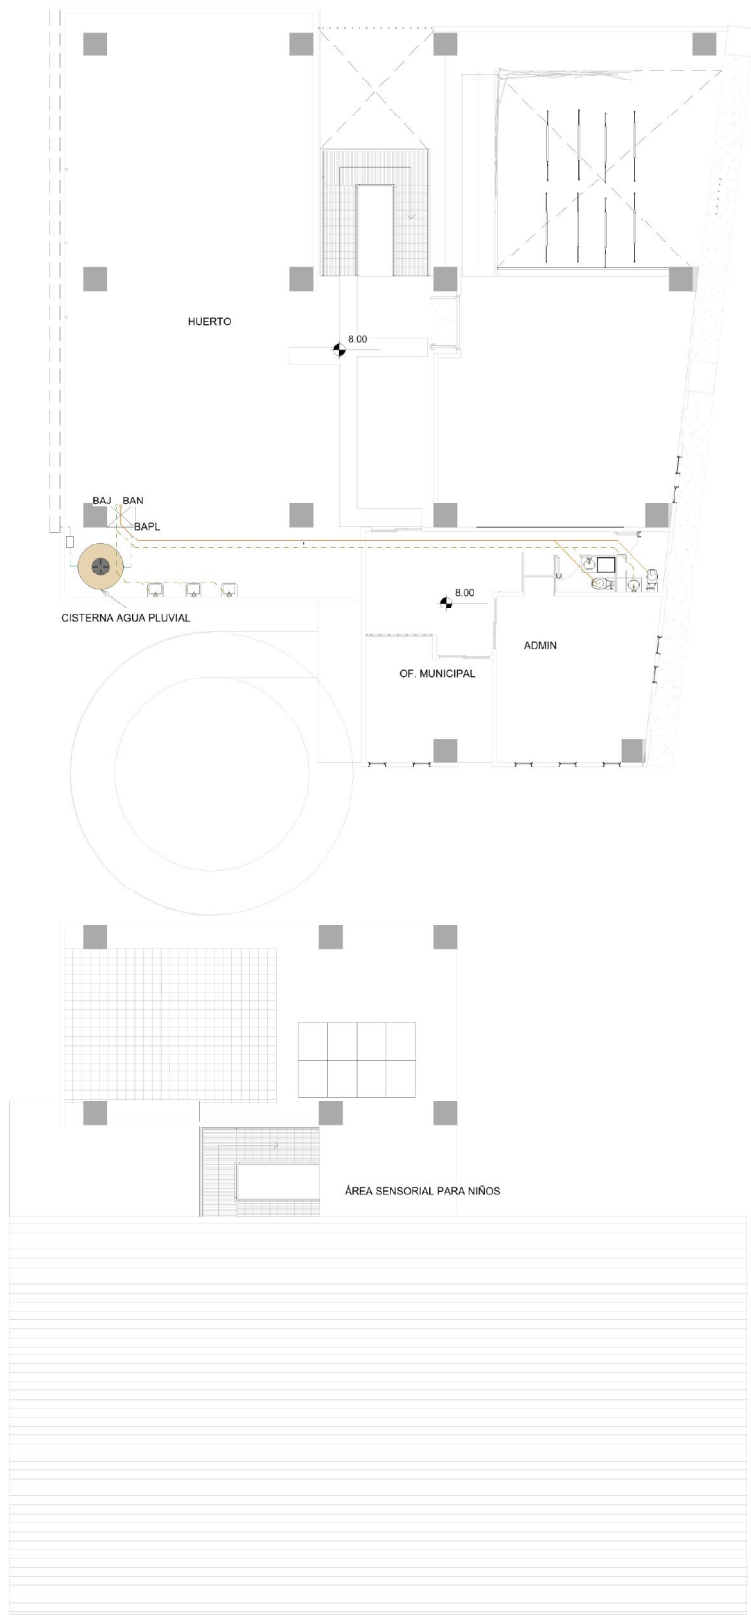 HUERTO
8.00
BAJ BAN
BAPL
CISTERNA AGUA PLUVIAL
8.00
ADMIN
OF. MUNICIPAL
ÁREA SENSORIAL PARA NIÑOS